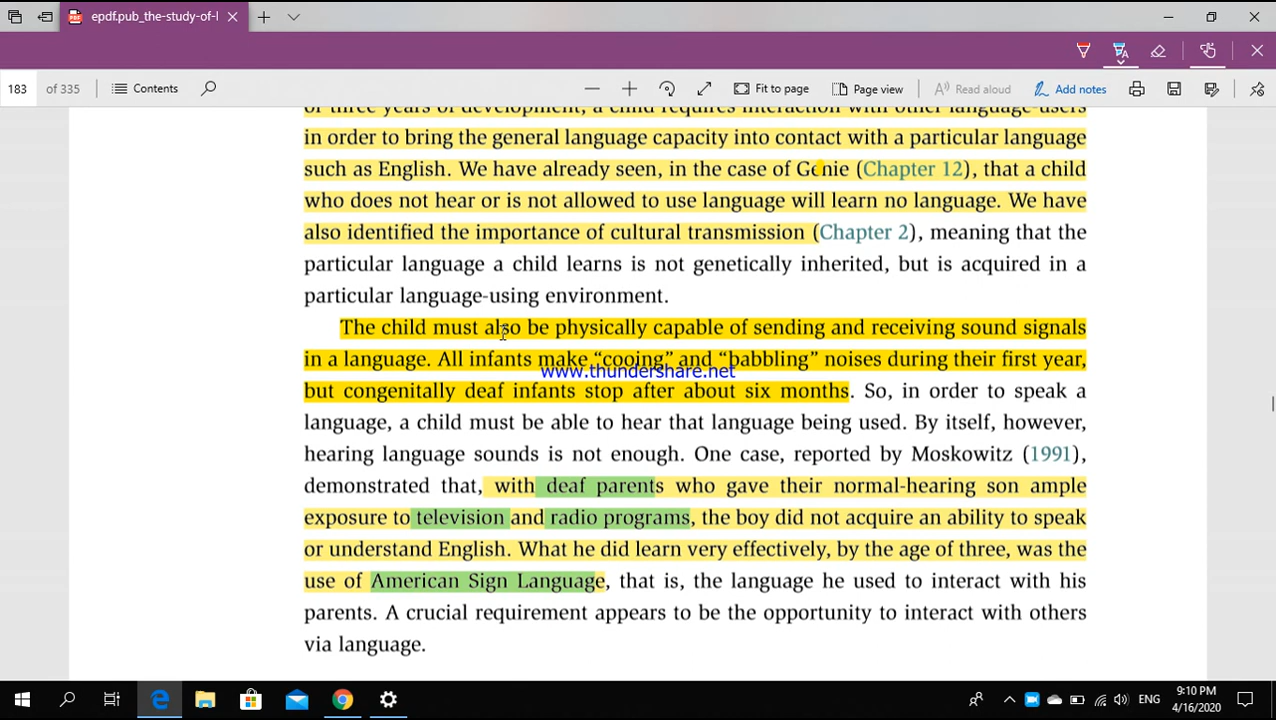 epdf.pub_the-study-of-l
183 of 335 Contents Fit to page Page view Read aloud Add notes
of three years of development, a child requires interaction with other language-users
in order to bring the general language capacity into contact with a particular language
such as English. We have already seen, in the case of Genie (Chapter 12), that a child
who does not hear or is not allowed to use language will learn no language. We have
also identified the importance of cultural transmission (Chapter 2), meaning that the
particular language a child learns is not genetically inherited, but is acquired in a
particular language-using environment.
The child must also be physically capable of sending and receiving sound signals
in a language. All infants make “cooing” and “babbling” noises during their first year,
www.thundershare.net
but congenitally deaf infants stop after about six months. So, in order to speak a
language, a child must be able to hear that language being used. By itself, however,
hearing language sounds is not enough. One case, reported by Moskowitz (1991),
demonstrated that, with deaf parents who gave their normal-hearing son ample
exposure to television and radio programs, the boy did not acquire an ability to speak
or understand English. What he did learn very effectively, by the age of three, was the
use of American Sign Language, that is, the language he used to interact with his
parents. A crucial requirement appears to be the opportunity to interact with others
via language.
ENG
9:10 PM
4/16/2020